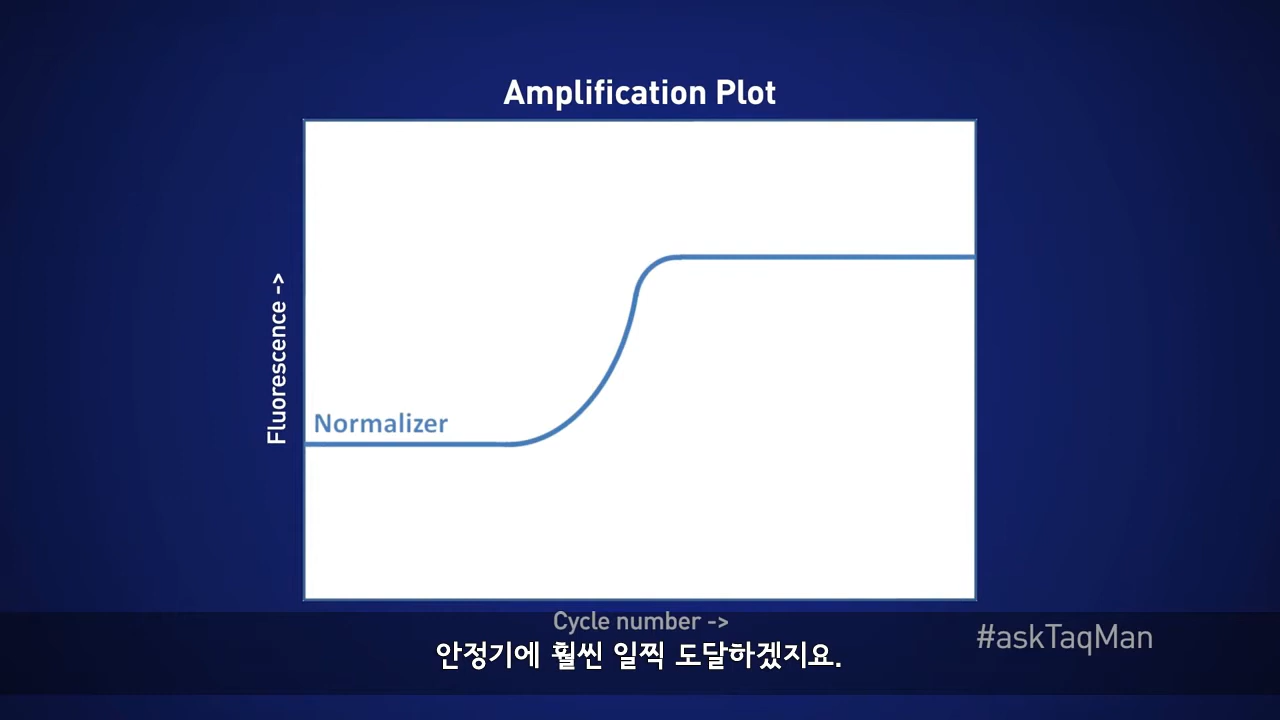 Amplification Plot
Fluorescence ->
Normalizer
Cycle number ->
#askTaqMan
안정기에 훨씬 일찍 도달하겠지요.